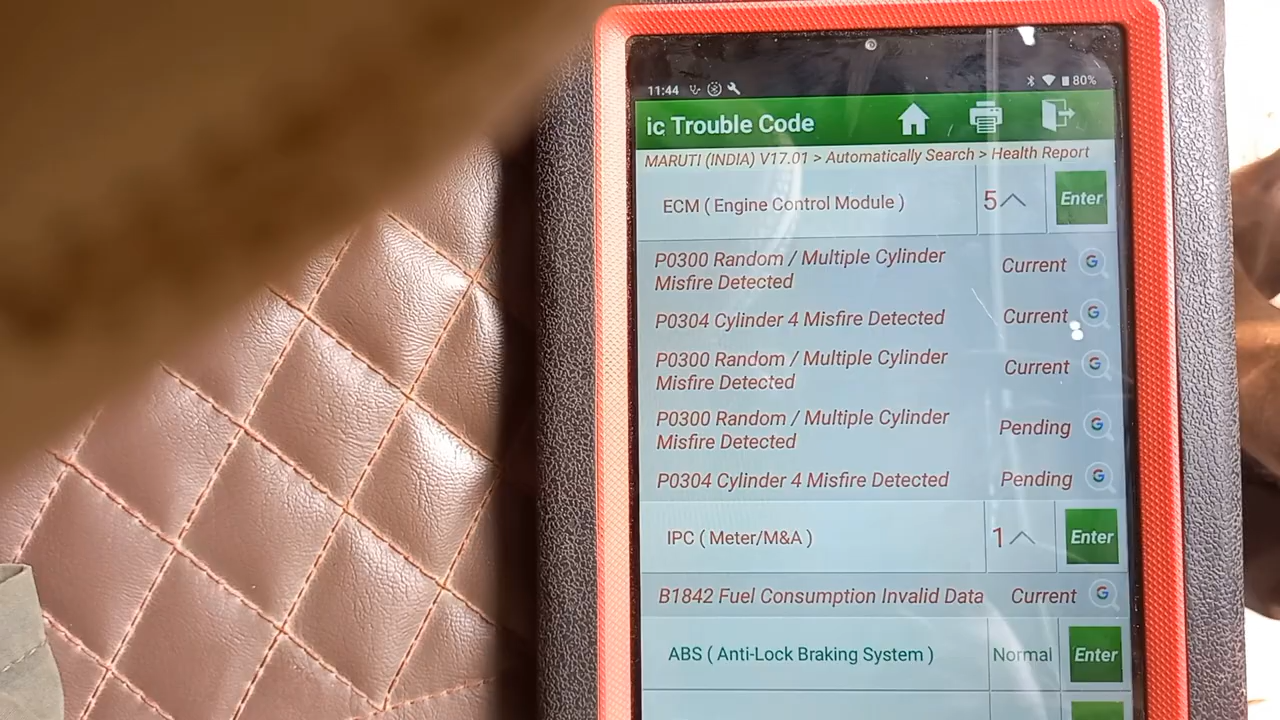 11:44
80%
ic Trouble Code
MARUTI (INDIA) V17.01 > Automatically Search > Health Report
ECM ( Engine Control Module ) 5 Enter
P0300 Random / Multiple Cylinder
Misfire Detected Current G
P0304 Cylinder 4 Misfire Detected Current G
P0300 Random / Multiple Cylinder
Misfire Detected Current G
P0300 Random / Multiple Cylinder
Misfire Detected Pending G
P0304 Cylinder 4 Misfire Detected Pending G
IPC ( Meter/M&A ) 1 Enter
B1842 Fuel Consumption Invalid Data Current G
ABS ( Anti-Lock Braking System ) Normal Enter